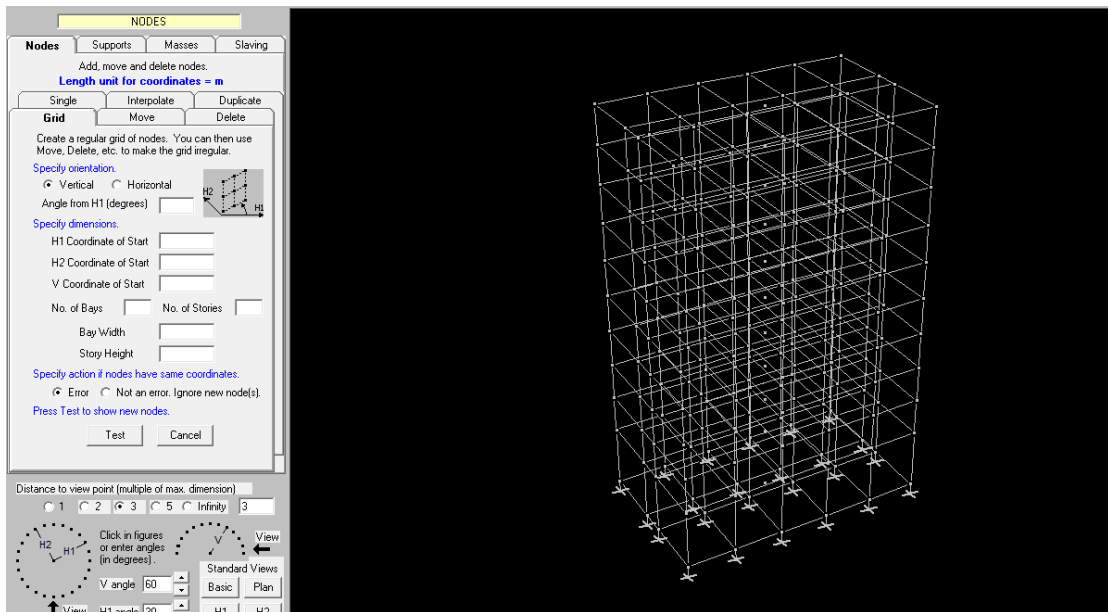 NODES
Nodes Supports Masses Slaving
Add, move and delete nodes.
Length unit for coordinates = m
Single Interpolate Duplicate
Grid Move Delete
Create a regular grid of nodes. You can then use
Move, Delete, etc. to make the grid irregular.
Specify orientation.
Vertical Horizontal
Angle from H1 (degrees)
H2
H1
Specify dimensions.
H1 Coordinate of Start
H2 Coordinate of Start
V Coordinate of Start
No. of Bays No. of Stories
Bay Width
Story Height
Specify action if nodes have same coordinates.
Error Not an error. Ignore new node(s).
Press Test to show new nodes.
Test Cancel
Distance to view point (multiple of max. dimension)
1 2 3 5 Infinity 3
H2 H1
Click in figures
or enter angles
(in degrees).
V
View
Standard Views
V angle 60 Basic Plan
View H1 angle 20 H1 H2